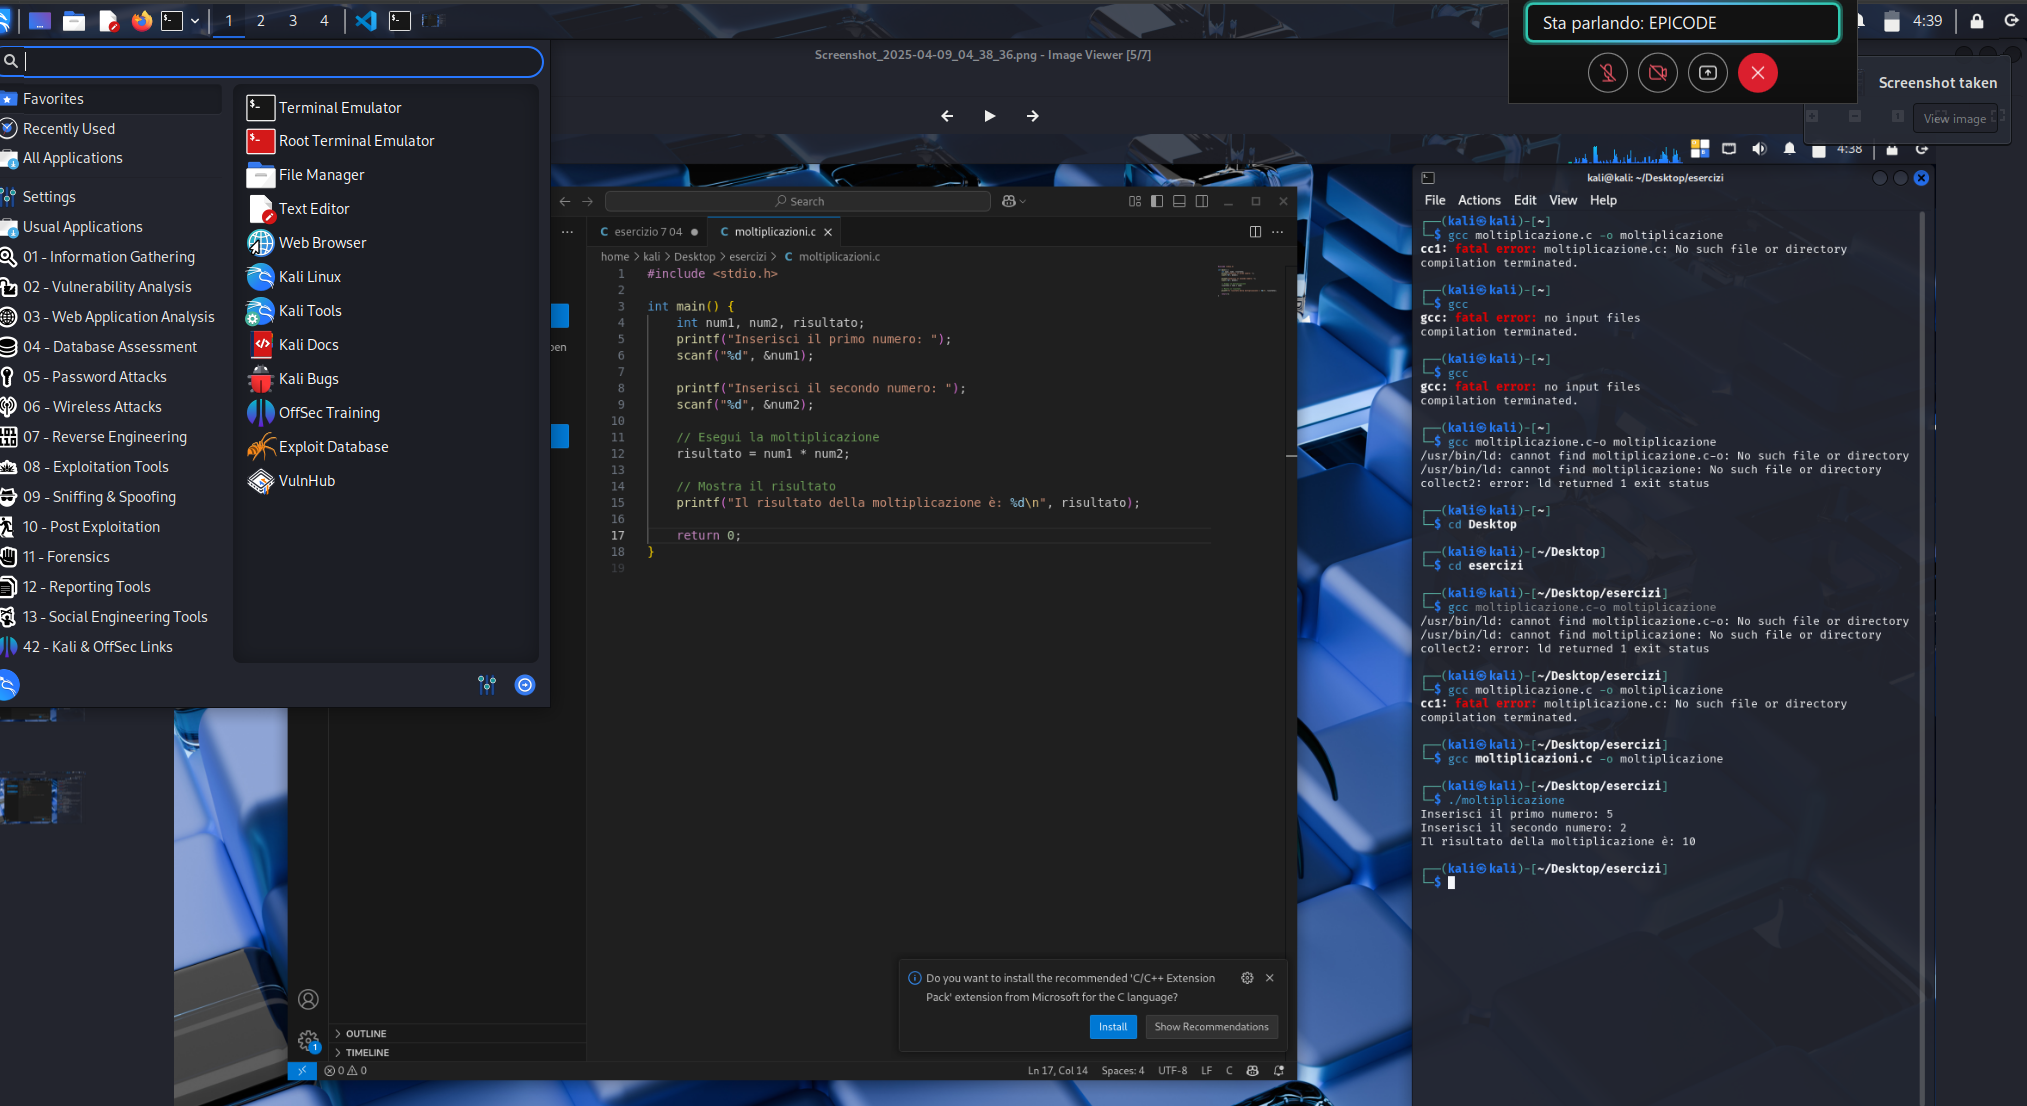 1 2 3 4
4:39
Screenshot_2025-04-09_04_38_36.png - Image Viewer [5/7]
Sta parlando: EPICODE
Screenshot taken
View image
Favorites
Recently Used
All Applications
Settings
Usual Applications
01 - Information Gathering
02 - Vulnerability Analysis
03 - Web Application Analysis
04 - Database Assessment
05 - Password Attacks
06 - Wireless Attacks
07 - Reverse Engineering
08 - Exploitation Tools
09 - Sniffing & Spoofing
10 - Post Exploitation
11 - Forensics
12 - Reporting Tools
13 - Social Engineering Tools
42 - Kali & OffSec Links
Terminal Emulator
Root Terminal Emulator
File Manager
Text Editor
Web Browser
Kali Linux
Kali Tools
Kali Docs
Kali Bugs
OffSec Training
Exploit Database
VulnHub
4:38
Search
C esercizio 7 04
C moltiplicazioni.c
home > kali > Desktop > esercizi > C moltiplicazioni.c
pen
1 #include <stdio.h>
2
3 int main() {
4 int num1, num2, risultato;
5 printf("Inserisci il primo numero: ");
6 scanf("%d", &num1);
7
8 printf("Inserisci il secondo numero: ");
9 scanf("%d", &num2);
10
11 // Esegui la moltiplicazione
12 risultato = num1 * num2;
13
14 // Mostra il risultato
15 printf("Il risultato della moltiplicazione è: %d\n", risultato);
16
17 return 0;
18 }
19
Do you want to install the recommended 'C/C++ Extension
Pack' extension from Microsoft for the C language?
Install
Show Recommendations
OUTLINE
TIMELINE
1
0 0
Ln 17, Col 14 Spaces: 4 UTF-8 LF C
kali@kali: ~/Desktop/esercizi
File Actions Edit View Help
┌──(kali㉿kali)-[~]
└─$ gcc moltiplicazione.c -o moltiplicazione
cc1: fatal error: moltiplicazione.c: No such file or directory
compilation terminated.
┌──(kali㉿kali)-[~]
└─$ gcc
gcc: fatal error: no input files
compilation terminated.
┌──(kali㉿kali)-[~]
└─$ gcc
gcc: fatal error: no input files
compilation terminated.
┌──(kali㉿kali)-[~]
└─$ gcc moltiplicazione.c-o moltiplicazione
/usr/bin/ld: cannot find moltiplicazione.c-o: No such file or directory
/usr/bin/ld: cannot find moltiplicazione: No such file or directory
collect2: error: ld returned 1 exit status
┌──(kali㉿kali)-[~]
└─$ cd Desktop
┌──(kali㉿kali)-[~/Desktop]
└─$ cd esercizi
┌──(kali㉿kali)-[~/Desktop/esercizi]
└─$ gcc moltiplicazione.c-o moltiplicazione
/usr/bin/ld: cannot find moltiplicazione.c-o: No such file or directory
/usr/bin/ld: cannot find moltiplicazione: No such file or directory
collect2: error: ld returned 1 exit status
┌──(kali㉿kali)-[~/Desktop/esercizi]
└─$ gcc moltiplicazione.c -o moltiplicazione
cc1: fatal error: moltiplicazione.c: No such file or directory
compilation terminated.
┌──(kali㉿kali)-[~/Desktop/esercizi]
└─$ gcc moltiplicazioni.c -o moltiplicazione
┌──(kali㉿kali)-[~/Desktop/esercizi]
└─$ ./moltiplicazione
Inserisci il primo numero: 5
Inserisci il secondo numero: 2
Il risultato della moltiplicazione è: 10
┌──(kali㉿kali)-[~/Desktop/esercizi]
└─$